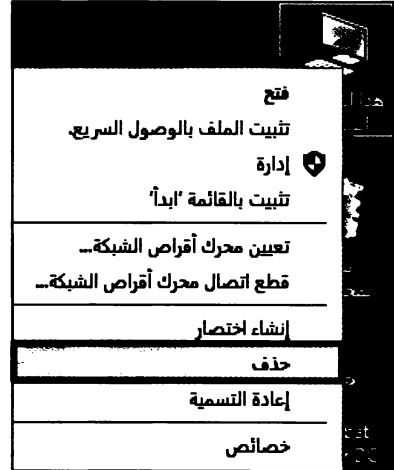 فتح
تثبيت الملف بالوصول السريع.
إدارة
تثبيت بالقائمة 'ابدأ'
تعيين محرك أقراص الشبكة...
قطع اتصال محرك أقراص الشبكة...
إنشاء اختصار
حذف
إعادة التسمية
خصائص